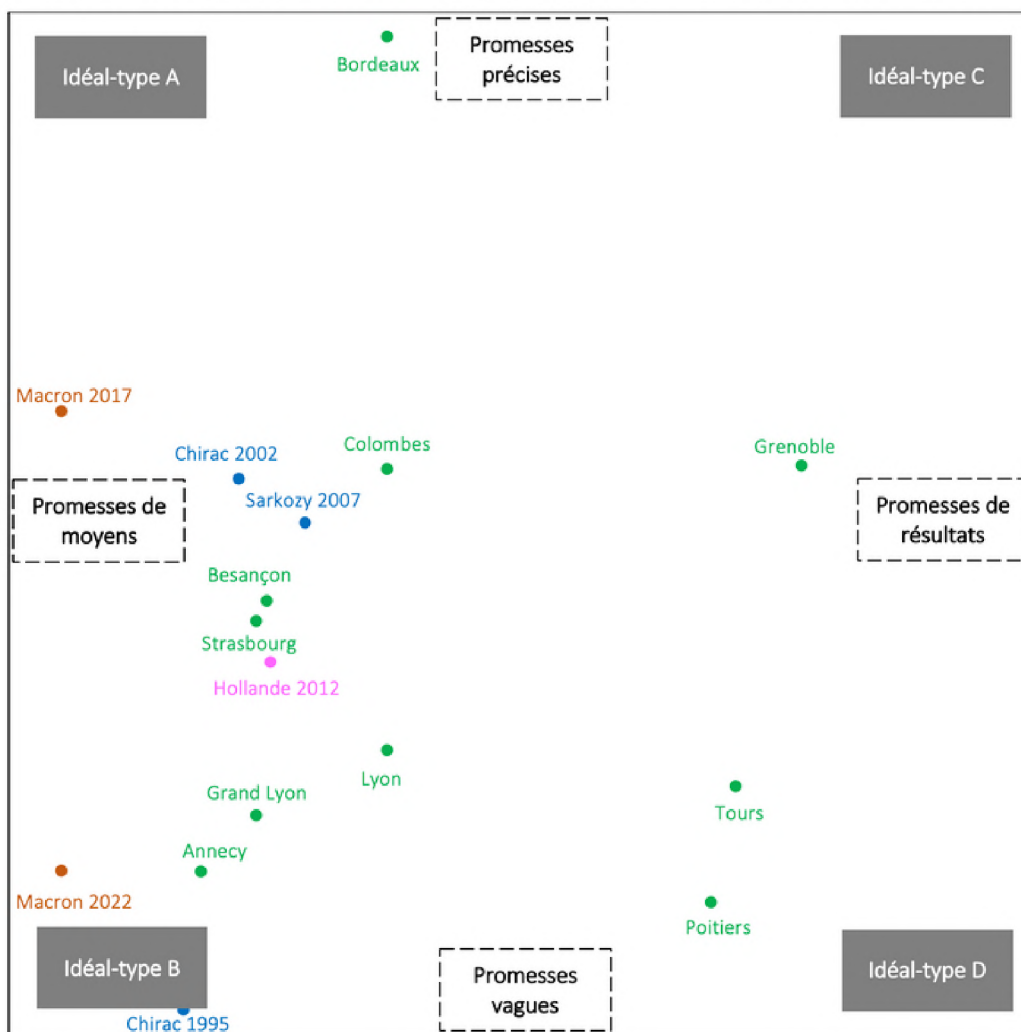 Promesses
précises
Idéal-type A
Idéal-type C
Bordeaux
Macron 2017
Chirac 2002
Colombes
Grenoble
Sarkozy 2007
Promesses de
moyens
Promesses de
résultats
Besançon
Strasbourg
Hollande 2012
Lyon
Grand Lyon
Tours
Annecy
Macron 2022
Poitiers
Idéal-type B
Promesses
vagues
Idéal-type D
Chirac 1995